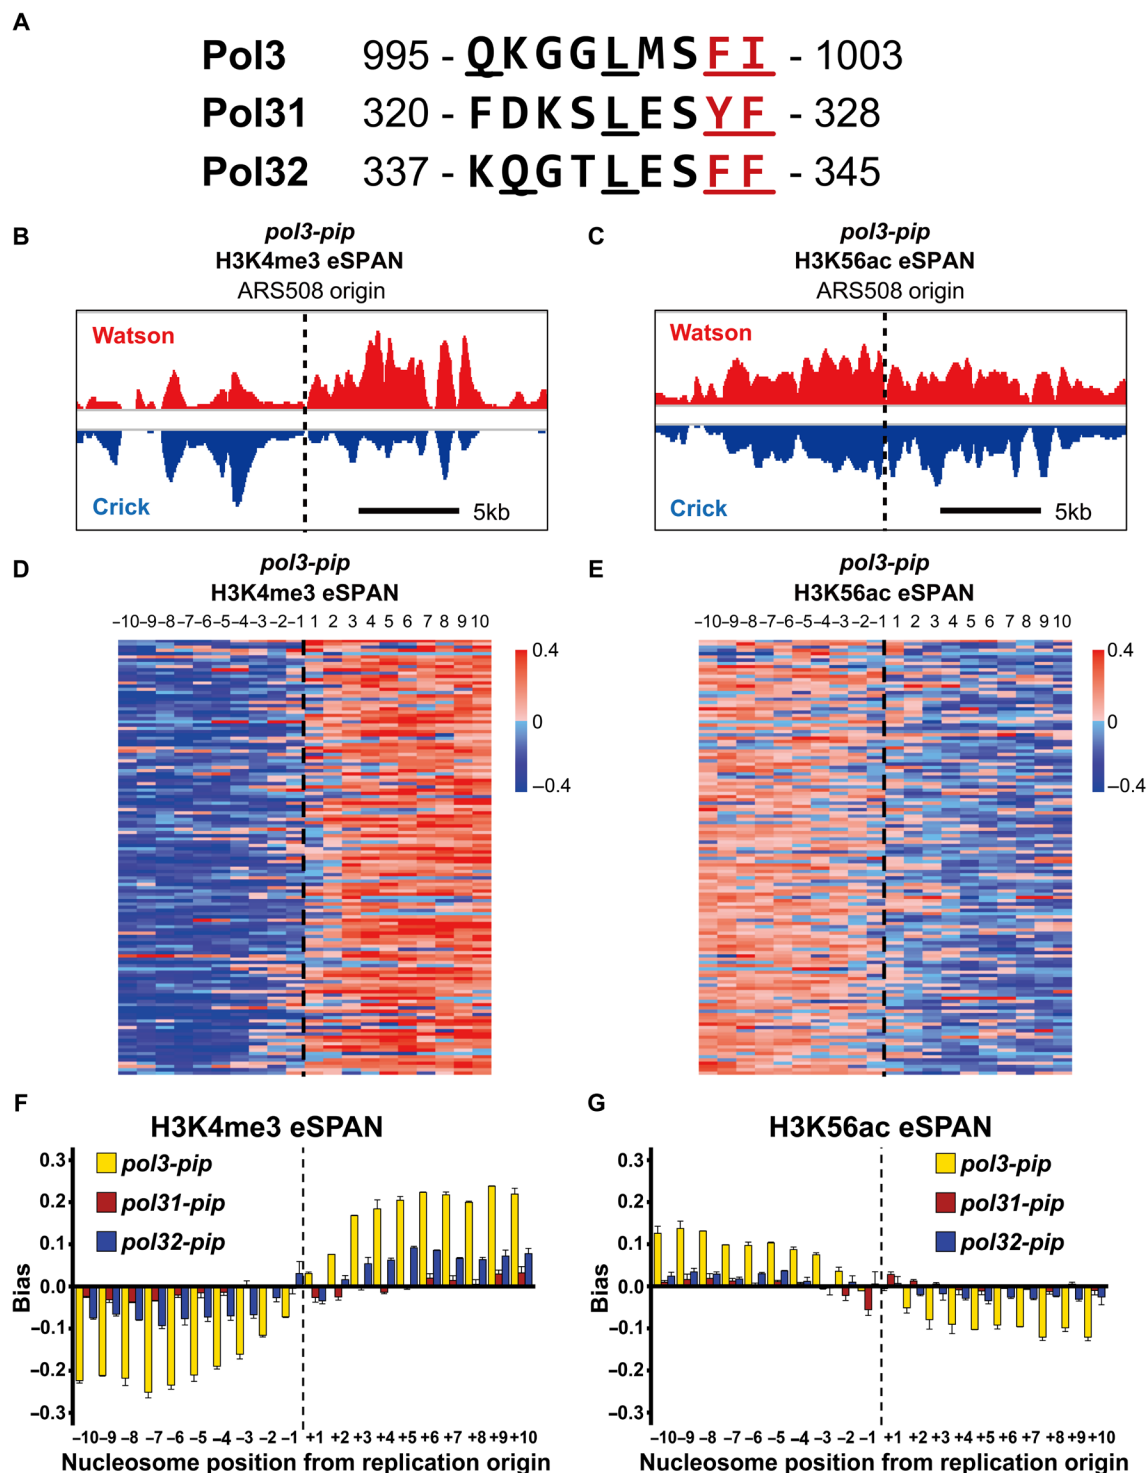 A
Pol3 995 - QKGGLMSFI - 1003
Pol31 320 - FDKSLESYF - 328
Pol32 337 - KQGTLESFF - 345
B
pol3-pip
H3K4me3 eSPAN
ARS508 origin
Watson
Crick
5kb
C
pol3-pip
H3K56ac eSPAN
ARS508 origin
Watson
Crick
5kb
D
pol3-pip
H3K4me3 eSPAN
–10 –9 –8 –7 –6 –5 –4 –3 –2 –1 1 2 3 4 5 6 7 8 9 10
0.4
0
–0.4
E
pol3-pip
H3K56ac eSPAN
–10 –9 –8 –7 –6 –5 –4 –3 –2 –1 1 2 3 4 5 6 7 8 9 10
0.4
0
–0.4
F
H3K4me3 eSPAN
pol3-pip
pol31-pip
pol32-pip
Bias
0.3
0.2
0.1
0.0
–0.1
–0.2
–0.3
–10 –9 –8 –7 –6 –5 –4 –3 –2 –1 +1 +2 +3 +4 +5 +6 +7 +8 +9 +10
Nucleosome position from replication origin
G
H3K56ac eSPAN
pol3-pip
pol31-pip
pol32-pip
Bias
0.3
0.2
0.1
0.0
–0.1
–0.2
–0.3
–10 –9 –8 –7 –6 –5 –4 –3 –2 –1 +1 +2 +3 +4 +5 +6 +7 +8 +9 +10
Nucleosome position from replication origin